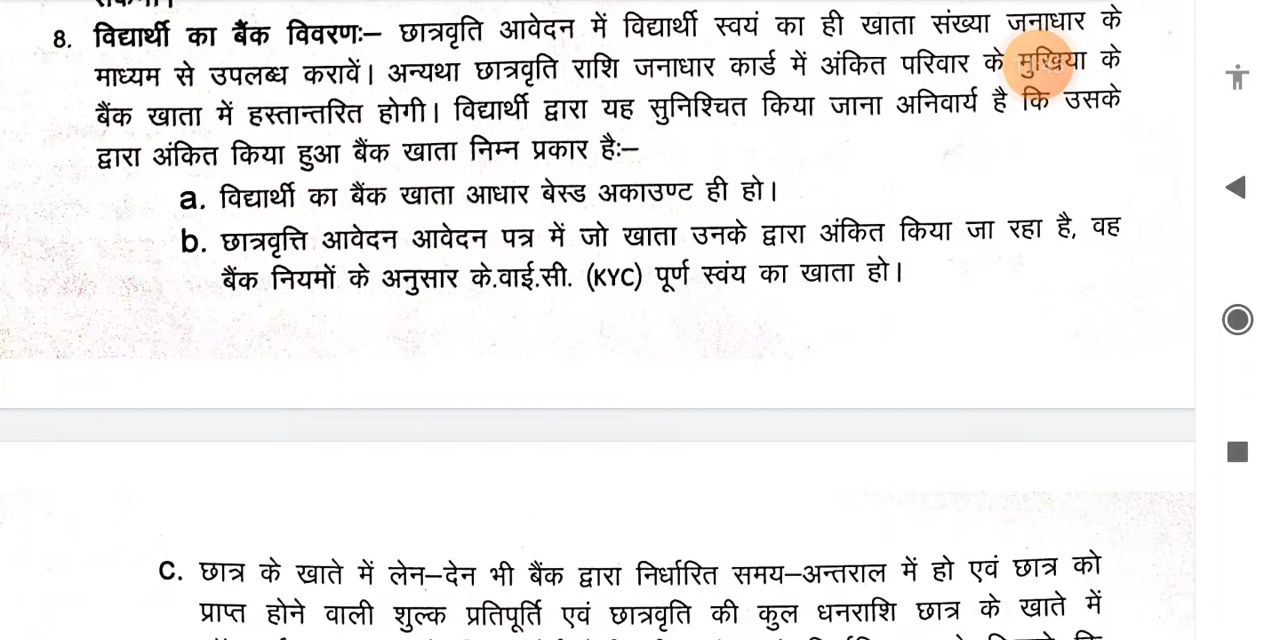 8. विद्यार्थी का बैंक विवरणः– छात्रवृति आवेदन में विद्यार्थी स्वयं का ही खाता संख्या जनाधार के
माध्यम से उपलब्ध करावें। अन्यथा छात्रवृति राशि जनाधार कार्ड में अंकित परिवार के मुखिया के
बैंक खाता में हस्तान्तरित होगी। विद्यार्थी द्वारा यह सुनिश्चित किया जाना अनिवार्य है कि उसके
द्वारा अंकित किया हुआ बैंक खाता निम्न प्रकार हैः–
a. विद्यार्थी का बैंक खाता आधार बेस्ड अकाउण्ट ही हो।
b. छात्रवृत्ति आवेदन आवेदन पत्र में जो खाता उनके द्वारा अंकित किया जा रहा है, वह
बैंक नियमों के अनुसार के.वाई.सी. (KYC) पूर्ण स्वंय का खाता हो।
C. छात्र के खाते में लेन–देन भी बैंक द्वारा निर्धारित समय–अन्तराल में हो एवं छात्र को
प्राप्त होने वाली शुल्क प्रतिपूर्ति एवं छात्रवृति की कुल धनराशि छात्र के खाते में